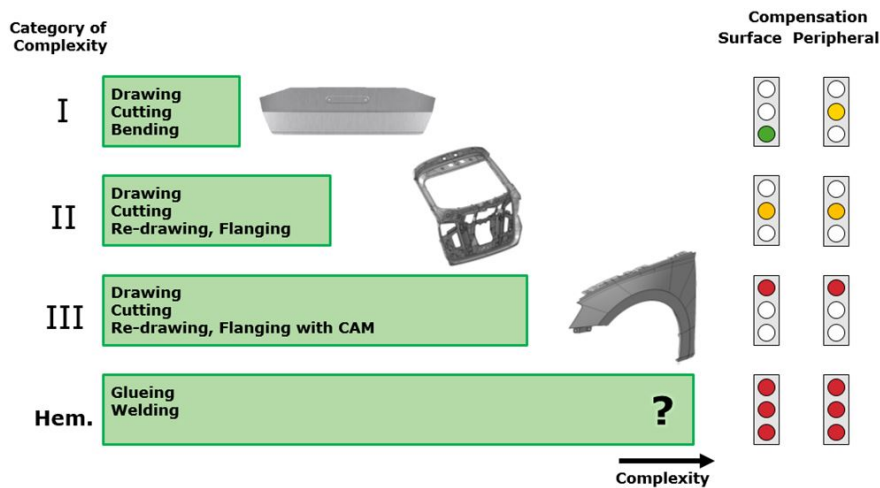 Category of
Complexity
Compensation
Surface Peripheral
I
Drawing
Cutting
Bending
II
Drawing
Cutting
Re-drawing, Flanging
III
Drawing
Cutting
Re-drawing, Flanging with CAM
Hem.
Glueing
Welding
?
Complexity